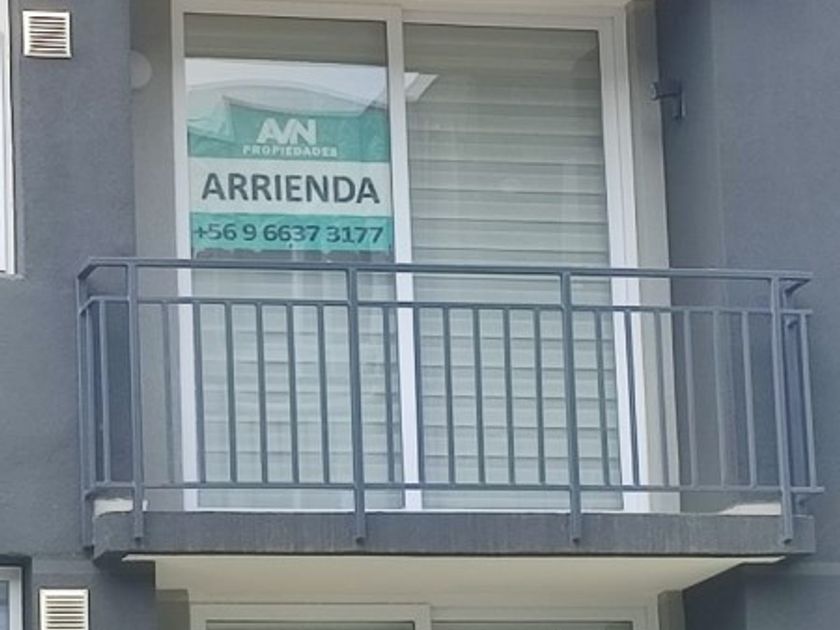 AVN
PROPIEDADES
ARRIENDA
+56 9 6637 3177